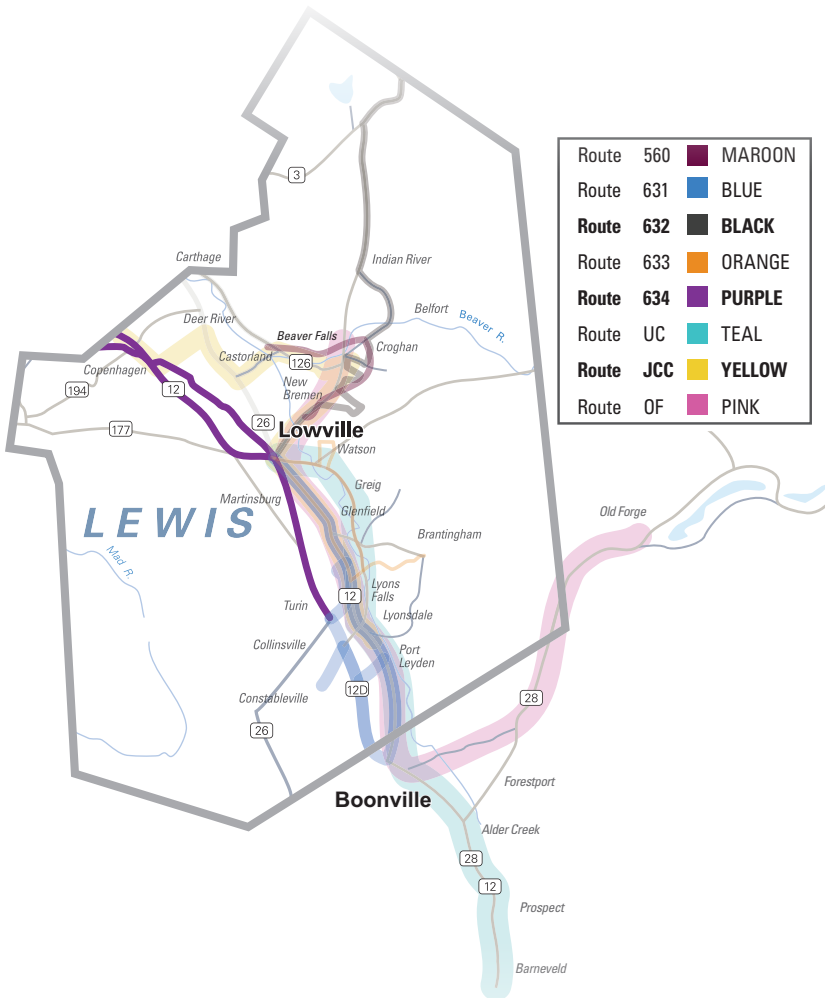 Route 560 MAROON
Route 631 BLUE
Route 632 BLACK
Route 633 ORANGE
Route 634 PURPLE
Route UC TEAL
Route JCC YELLOW
Route OF PINK
3
Carthage
Indian River
Deer River
Belfort
Beaver R.
Beaver Falls
Croghan
Castorland
126
Copenhagen
New
Bremen
194
12
26
177
Lowville
Watson
Martinsburg
Greig
Glenfield
LEWIS
Old Forge
Brantingham
Mad R.
Lyons
Falls
12
Turin
Lyonsdale
Collinsville
Port
Leyden
12D
Constableville
28
26
Forestport
Boonville
Alder Creek
28
12
Prospect
Barneveld